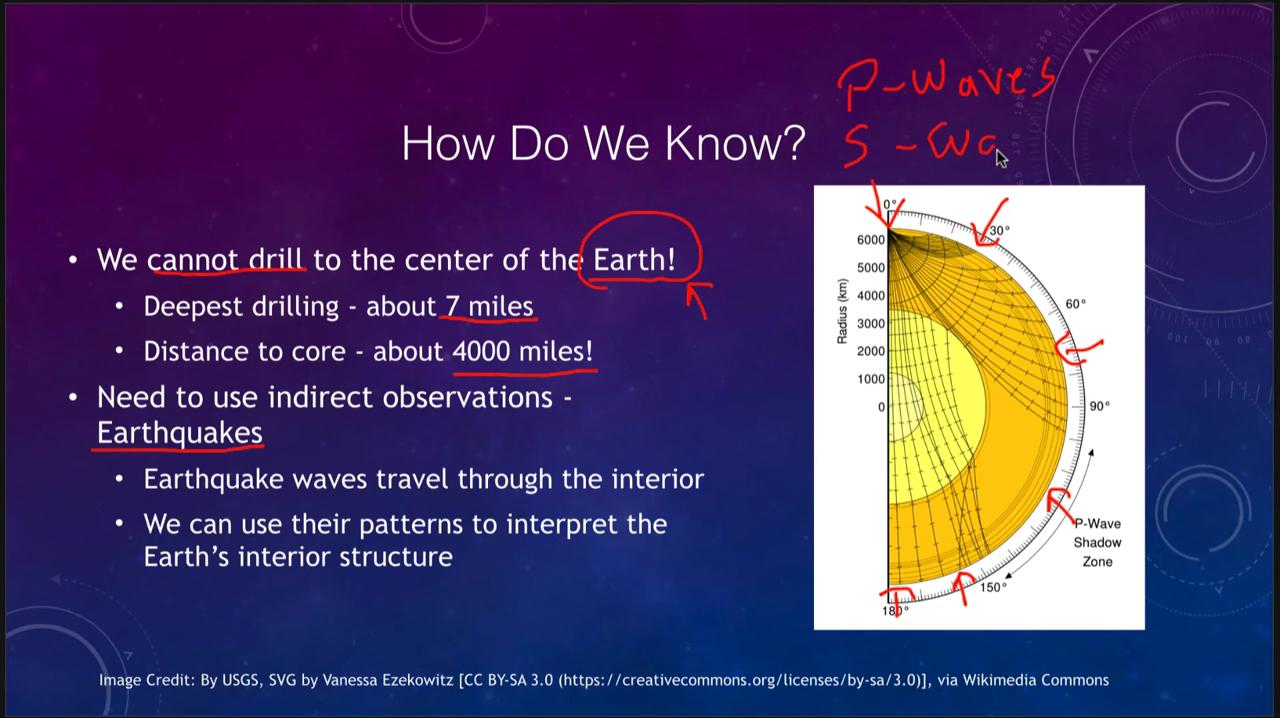 P-Waves
How Do We Know?
S-Wa
• We cannot drill to the center of the Earth!
• Deepest drilling - about 7 miles
• Distance to core - about 4000 miles!
• Need to use indirect observations -
Earthquakes
• Earthquake waves travel through the interior
• We can use their patterns to interpret the
Earth's interior structure
0°
30°
6000
5000
4000
60°
3000
Radius (km)
2000
1000
0
90°
P-Wave
Shadow
Zone
150°
180°
Image Credit: By USGS, SVG by Vanessa Ezekowitz [CC BY-SA 3.0 (https://creativecommons.org/licenses/by-sa/3.0)], via Wikimedia Commons